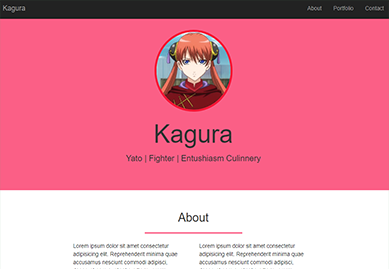 Kagura About Portfolio Contact
Kagura
Yato | Fighter | Entushiasm Culinnery
About
Lorem ipsum dolor sit amet consectetur
adipisicing elit. Reprehenderit minima quae
accusamus nesciunt commodi adipisci,
Lorem ipsum dolor sit amet consectetur
adipisicing elit. Reprehenderit minima quae
accusamus nesciunt commodi adipisci,